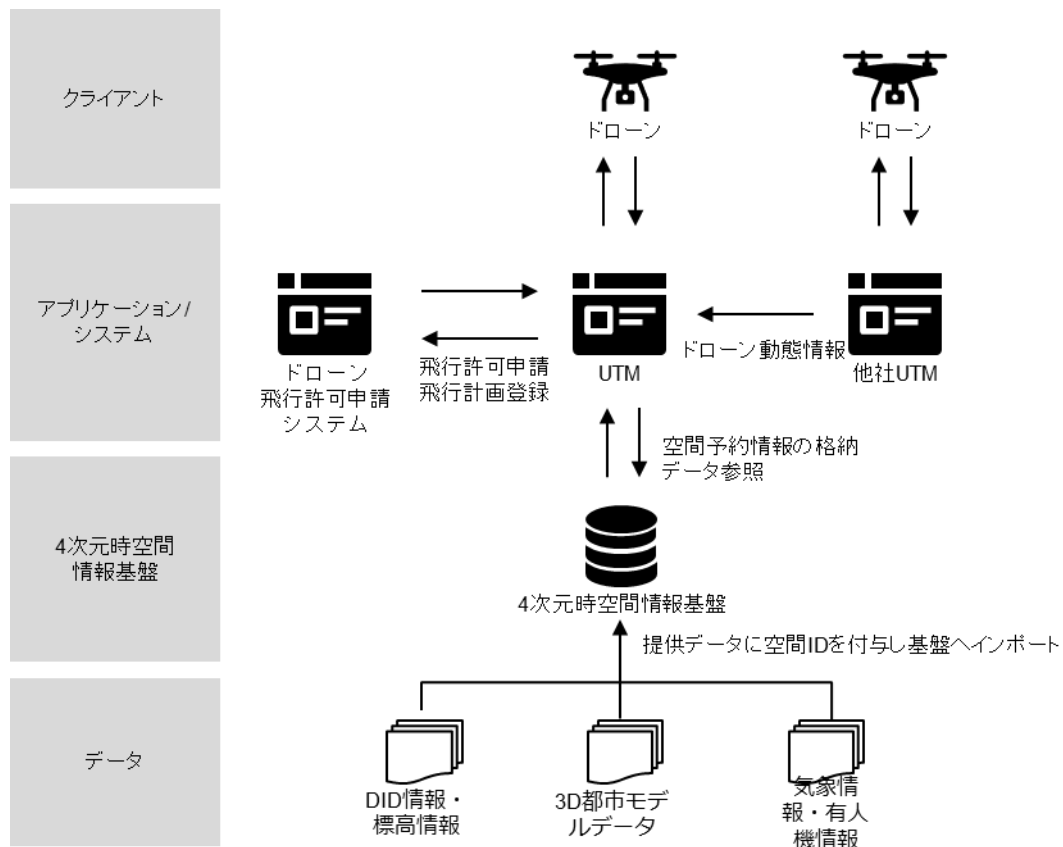 クライアント
ドローン
ドローン
アプリケーション/
システム
ドローン
飛行許可申請
システム
飛行許可申請
飛行計画登録
UTM
ドローン動態情報
他社UTM
空間予約情報の格納
データ参照
4次元時空間
情報基盤
4次元時空間情報基盤
提供データに空間IDを付与し基盤へインポート
データ
DID情報・
標高情報
3D都市モデ
ルデータ
気象情
報・有人
機情報